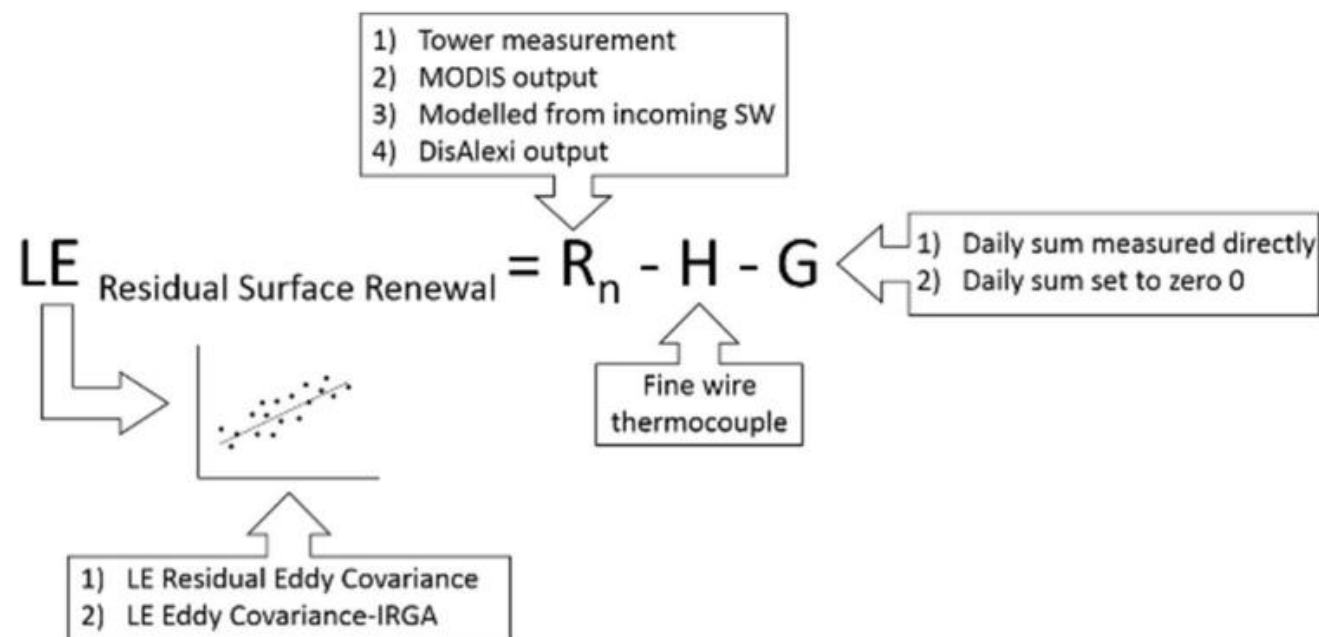 1) Tower measurement
2) MODIS output
3) Modelled from incoming SW
4) DisAlexi output
LE Residual Surface Renewal = Rn - H - G
1) Daily sum measured directly
2) Daily sum set to zero 0
Fine wire
thermocouple
1) LE Residual Eddy Covariance
2) LE Eddy Covariance-IRGA